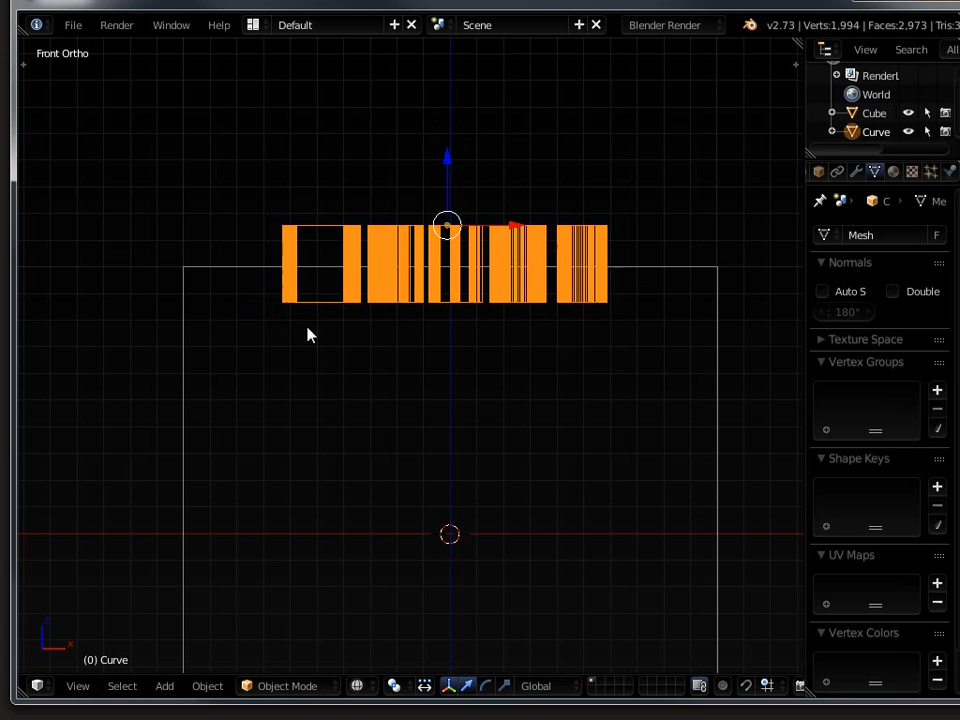 File Render Window Help Default Scene Blender Render v2.73 | Verts:1,994 | Faces:2,973 | Tris:3
Front Ortho
View Search All
RenderL
World
Cube
Curve
C Me
Mesh F
Normals
Auto S Double
180°
Texture Space
Vertex Groups
Shape Keys
UV Maps
Vertex Colors
z
x
(0) Curve
View Select Add Object Object Mode Global